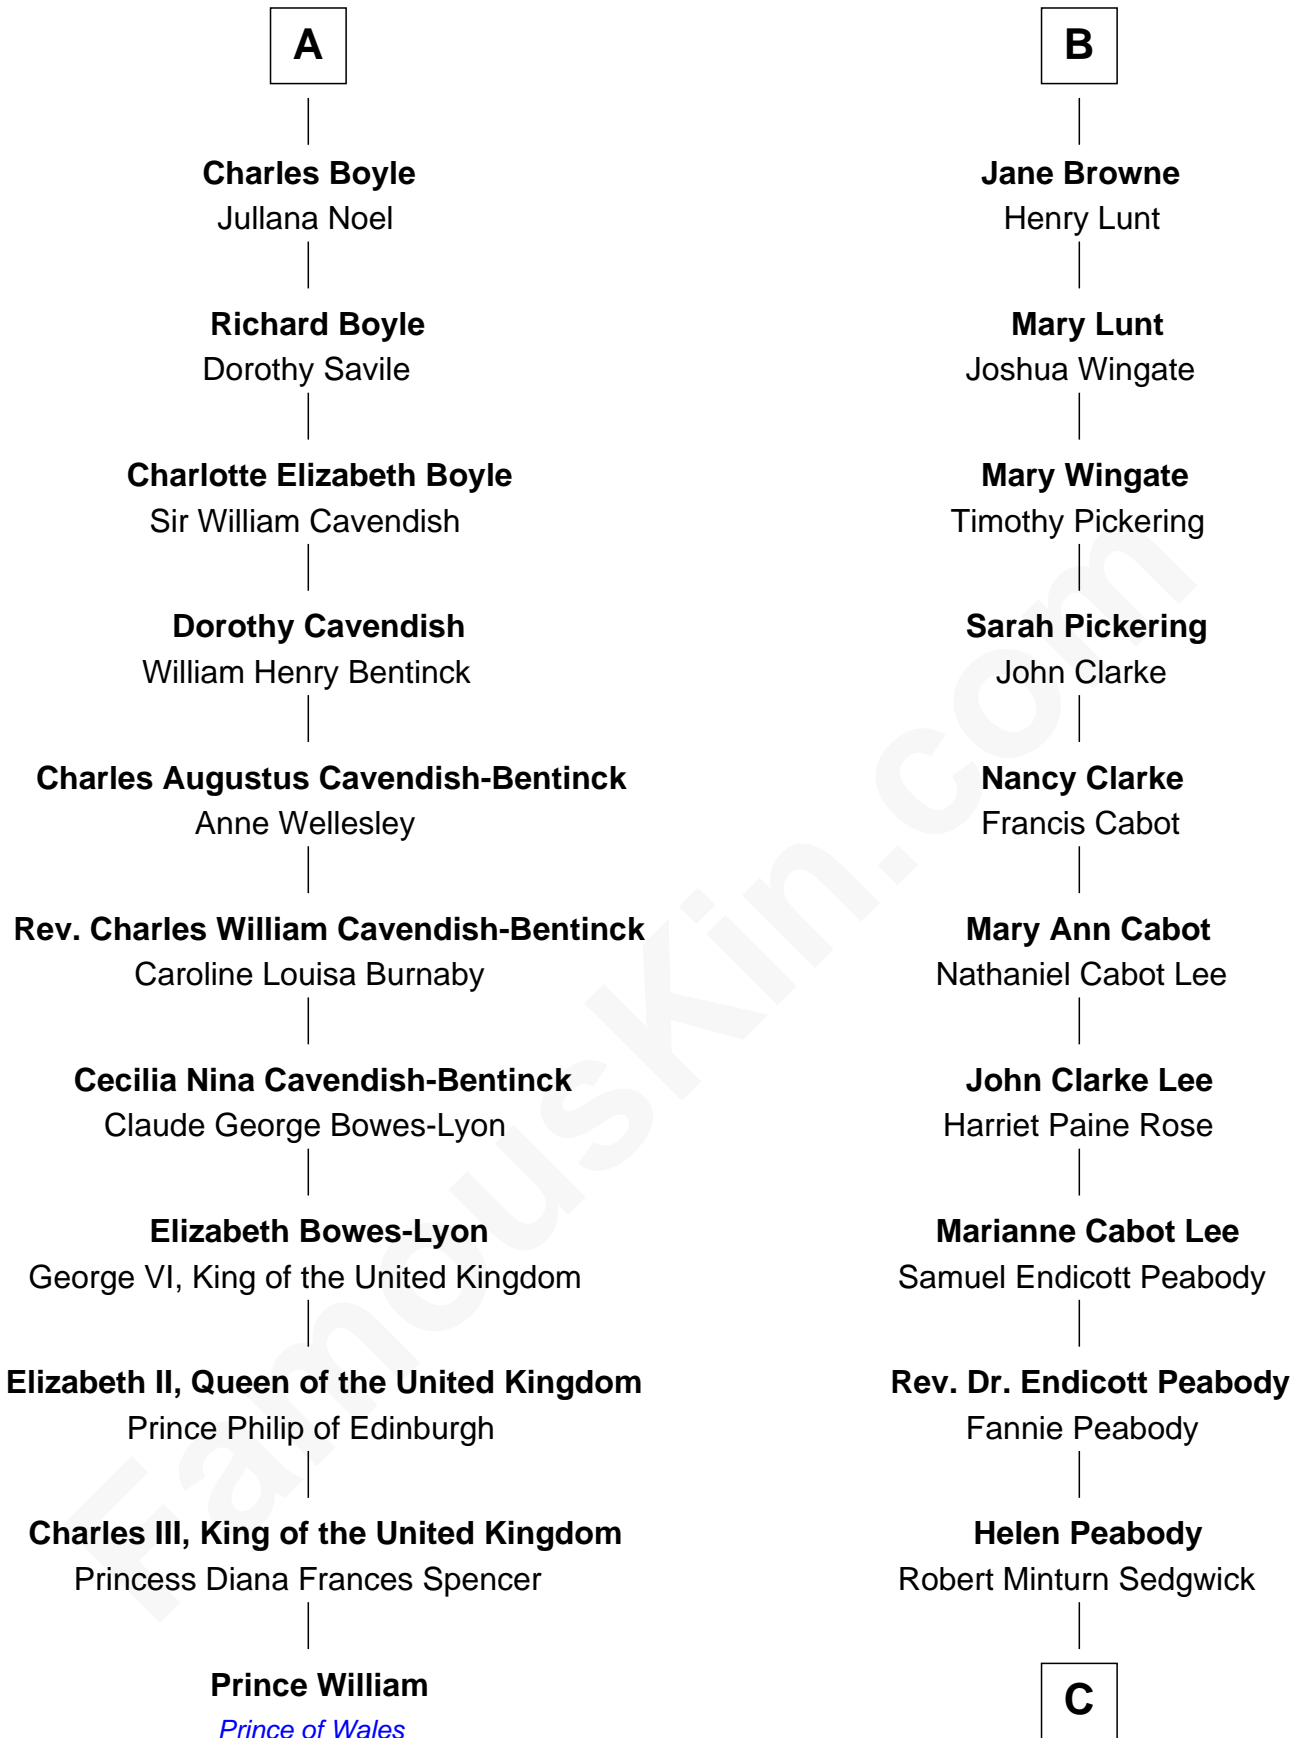 A
Charles Boyle
Jullana Noel
Richard Boyle
Dorothy Savile
Charlotte Elizabeth Boyle
Sir William Cavendish
Dorothy Cavendish
William Henry Bentinck
Charles Augustus Cavendish-Bentinck
Anne Wellesley
Rev. Charles William Cavendish-Bentinck
Caroline Louisa Burnaby
Cecilia Nina Cavendish-Bentinck
Claude George Bowes-Lyon
Elizabeth Bowes-Lyon
George VI, King of the United Kingdom
Elizabeth II, Queen of the United Kingdom
Prince Philip of Edinburgh
Charles III, King of the United Kingdom
Princess Diana Frances Spencer
Prince William
Prince of Wales
B
Jane Browne
Henry Lunt
Mary Lunt
Joshua Wingate
Mary Wingate
Timothy Pickering
Sarah Pickering
John Clarke
Nancy Clarke
Francis Cabot
Mary Ann Cabot
Nathaniel Cabot Lee
John Clarke Lee
Harriet Paine Rose
Marianne Cabot Lee
Samuel Endicott Peabody
Rev. Dr. Endicott Peabody
Fannie Peabody
Helen Peabody
Robert Minturn Sedgwick
C
FamousKin.com